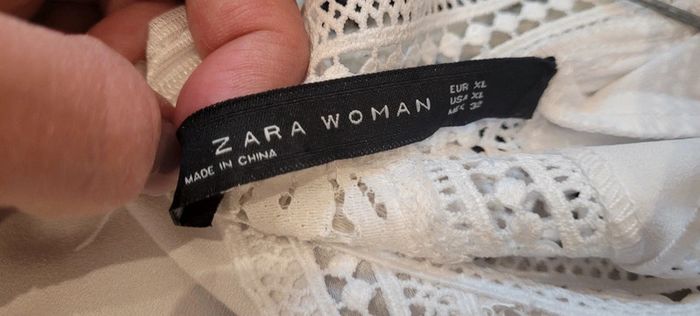 ZARA WOMAN
MADE IN CHINA
EUR XL
USA XL
MEX 32